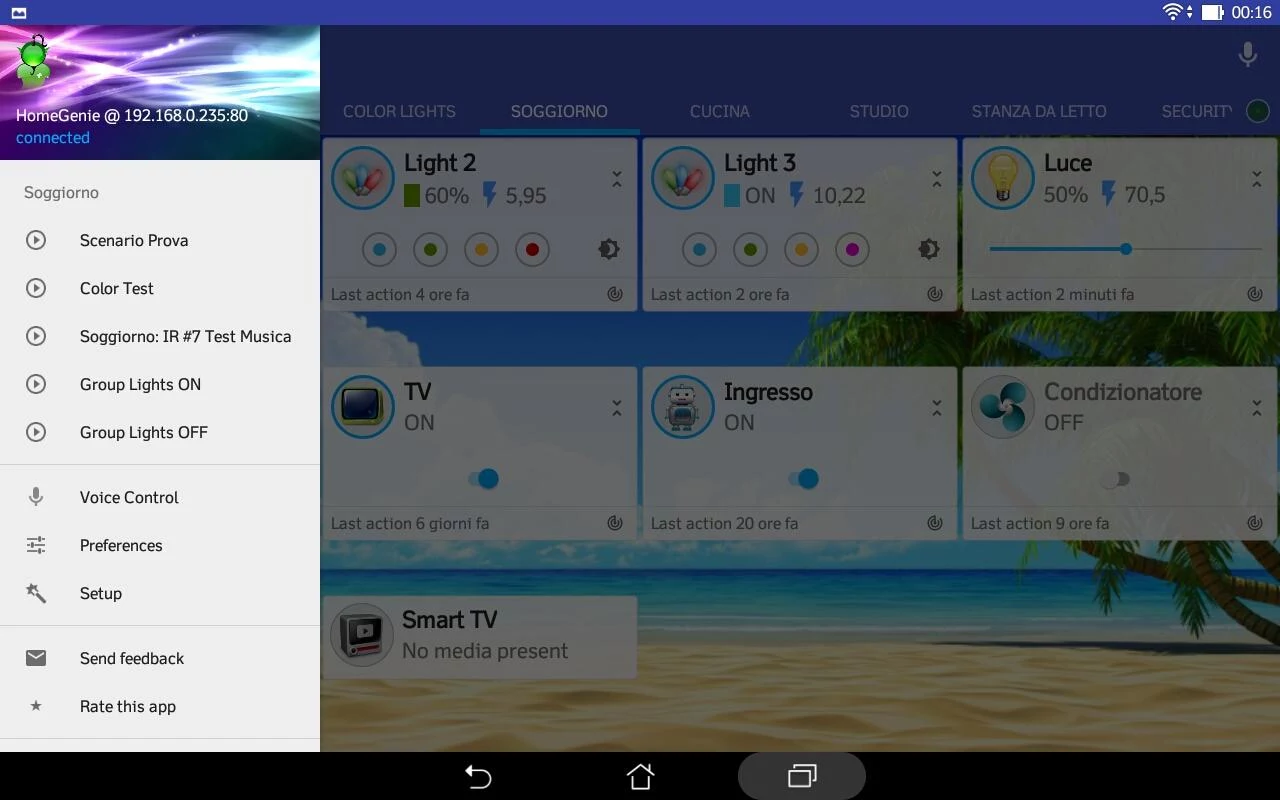 00:16
HomeGenie @ 192.168.0.235:80
connected
Soggiorno
Scenario Prova
Color Test
Soggiorno: IR #7 Test Musica
Group Lights ON
Group Lights OFF
Voice Control
Preferences
Setup
Send feedback
Rate this app
COLOR LIGHTS SOGGIORNO CUCINA STUDIO STANZA DA LETTO SECURITY
Light 2
60% 5,95
Last action 4 ore fa
Light 3
ON 10,22
Last action 2 ore fa
Luce
50% 70,5
Last action 2 minuti fa
TV
ON
Last action 6 giorni fa
Ingresso
ON
Last action 20 ore fa
Condizionatore
OFF
Last action 9 ore fa
Smart TV
No media present